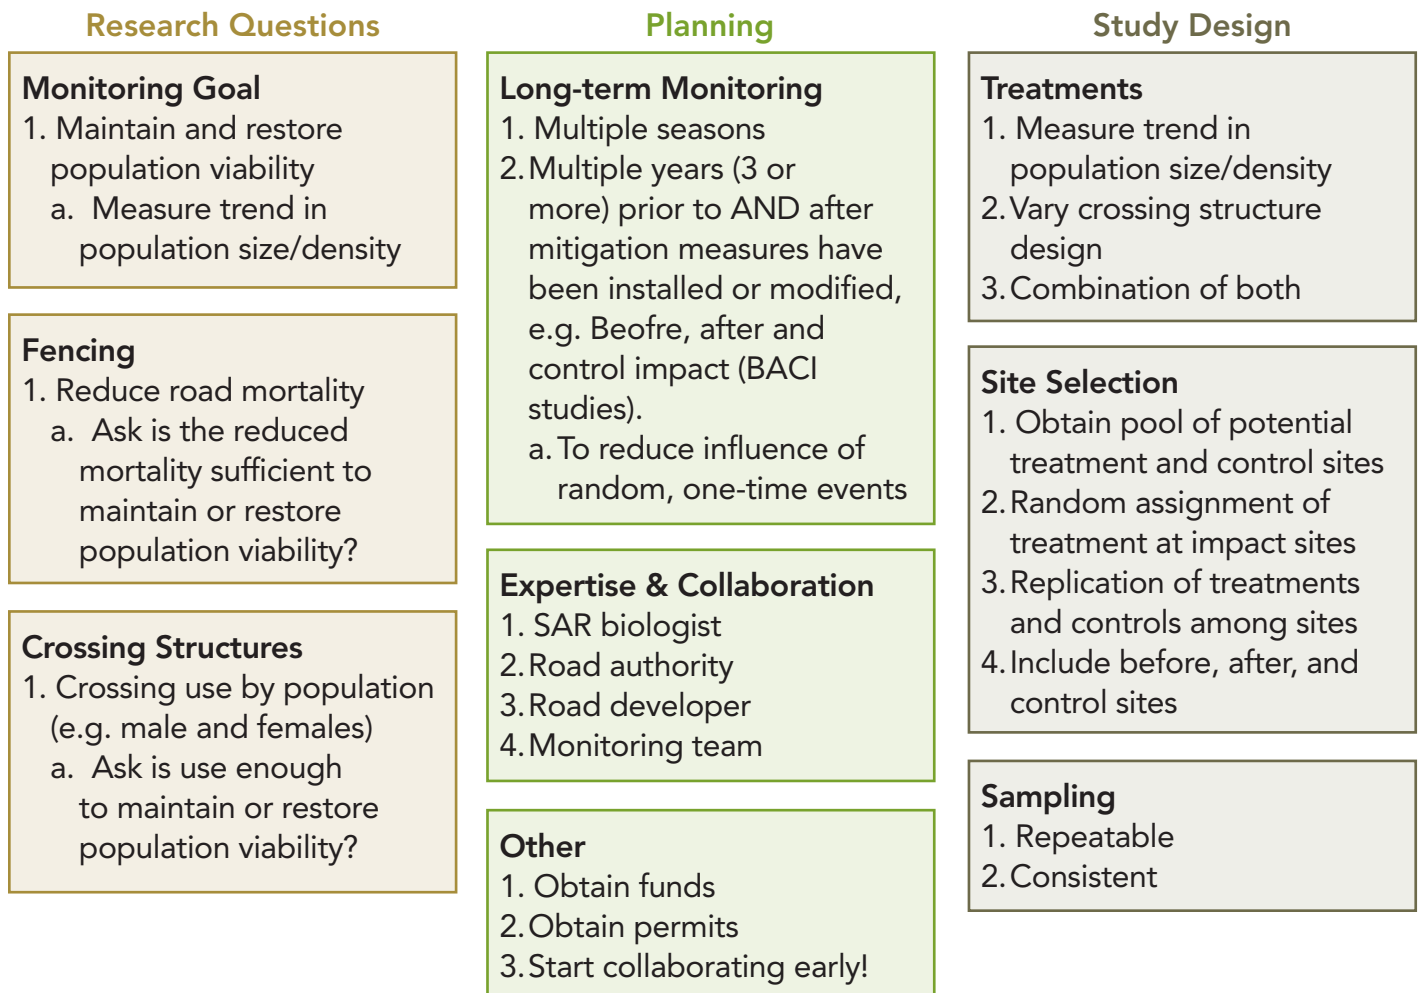 Research Questions
Monitoring Goal
1. Maintain and restore
population viability
a. Measure trend in
population size/density
Fencing
1. Reduce road mortality
a. Ask is the reduced
mortality sufficient to
maintain or restore
population viability?
Crossing Structures
1. Crossing use by population
(e.g. male and females)
a. Ask is use enough
to maintain or restore
population viability?
Planning
Long-term Monitoring
1. Multiple seasons
2. Multiple years (3 or
more) prior to AND after
mitigation measures have
been installed or modified,
e.g. Beofre, after and
control impact (BACI
studies).
a. To reduce influence of
random, one-time events
Expertise & Collaboration
1. SAR biologist
2. Road authority
3. Road developer
4. Monitoring team
Other
1. Obtain funds
2. Obtain permits
3. Start collaborating early!
Study Design
Treatments
1. Measure trend in
population size/density
2. Vary crossing structure
design
3. Combination of both
Site Selection
1. Obtain pool of potential
treatment and control sites
2. Random assignment of
treatment at impact sites
3. Replication of treatments
and controls among sites
4. Include before, after, and
control sites
Sampling
1. Repeatable
2. Consistent